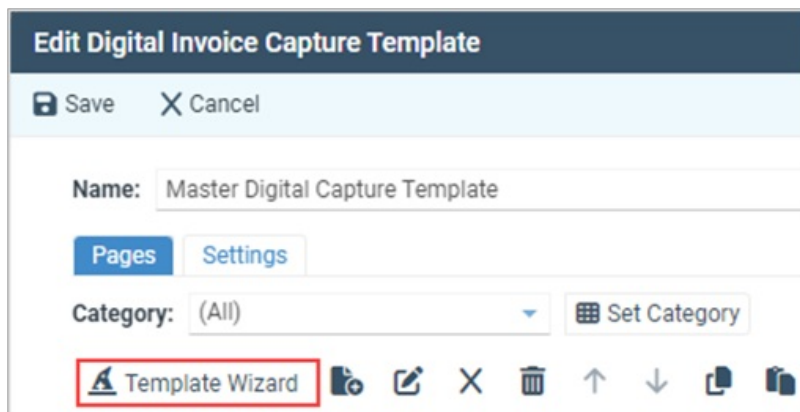 Edit Digital Invoice Capture Template
Save Cancel
Name: Master Digital Capture Template
Pages Settings
Category: (All) Set Category
Template Wizard